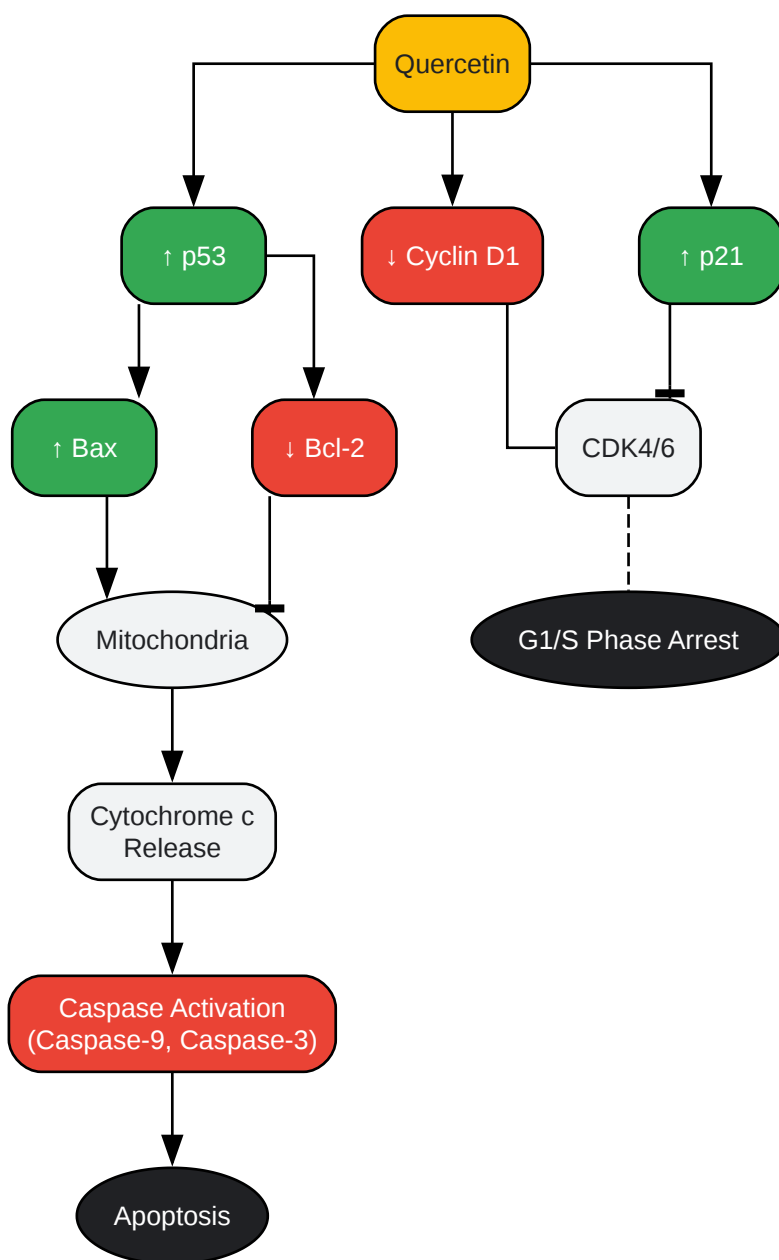 Quercetin
↑ p53
↓ Cyclin D1
↑ p21
↑ Bax
↓ Bcl-2
CDK4/6
Mitochondria
G1/S Phase Arrest
Cytochrome c
Release
Caspase Activation
(Caspase-9, Caspase-3)
Apoptosis